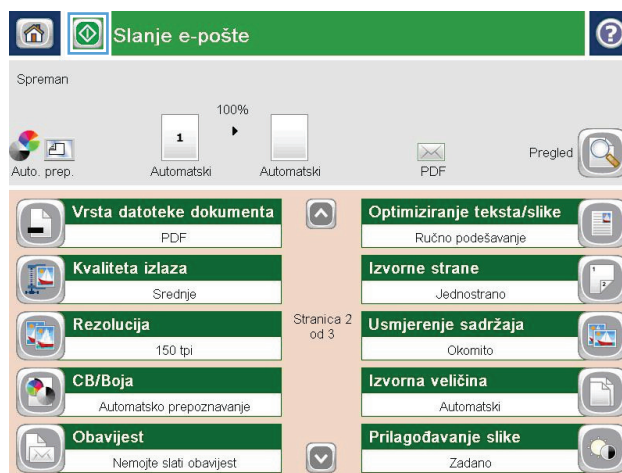 Slanje e-pošte
?
Spreman
100%
1
Auto. prep.
Automatski
Automatski
PDF
Pregled
Vrsta datoteke dokumenta
PDF
Optimiziranje teksta/slike
Ručno podešavanje
Kvaliteta izlaza
Srednje
Izvorne strane
Jednostrano
Rezolucija
150 tpi
Stranica 2
od 3
Usmjerenje sadržaja
Okomito
CB/Boja
Automatsko prepoznavanje
Izvorna veličina
Automatski
Obavijest
Nemojte slati obavijest
Prilagođavanje slike
Zadano